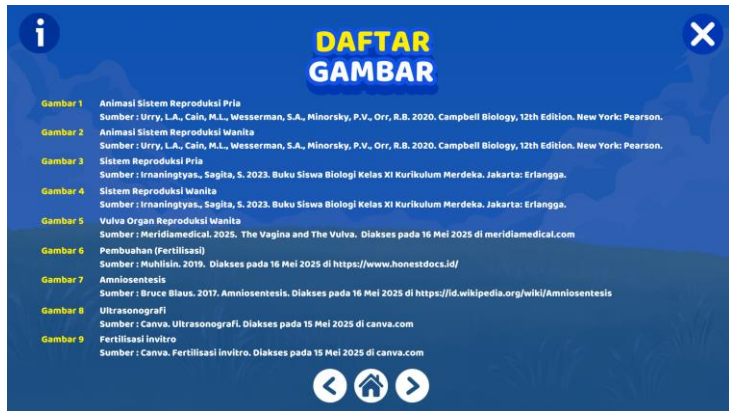 i
DAFTAR
GAMBAR
Gambar 1 Animasi Sistem Reproduksi Pria
Sumber : Urry, L.A., Cain, M.L., Wesserman, S.A., Minorsky, P.V., Orr, R.B. 2020. Campbell Biology, 12th Edition. New York: Pearson.
Gambar 2 Animasi Sistem Reproduksi Wanita
Sumber : Urry, L.A., Cain, M.L., Wesserman, S.A., Minorsky, P.V., Orr, R.B. 2020. Campbell Biology, 12th Edition. New York: Pearson.
Gambar 3 Sistem Reproduksi Pria
Sumber : Irnaningtyas., Sagita, S. 2023. Buku Siswa Biologi Kelas XI Kurikulum Merdeka. Jakarta: Erlangga.
Gambar 4 Sistem Reproduksi Wanita
Sumber : Irnaningtyas., Sagita, S. 2023. Buku Siswa Biologi Kelas XI Kurikulum Merdeka. Jakarta: Erlangga.
Gambar 5 Vulva Organ Reproduksi Wanita
Sumber : Meridiamedical. 2025. The Vagina and The Vulva. Diakses pada 16 Mei 2025 di meridiamedical.com
Gambar 6 Pembuahan (Fertilisasi)
Sumber : Muhlisin. 2019. Diakses pada 16 Mei 2025 di https://www.honestdocs.id/
Gambar 7 Amniosentesis
Sumber : Bruce Blaus. 2017. Amniosentesis. Diakses pada 16 Mei 2025 di https://id.wikipedia.org/wiki/Amniosentesis
Gambar 8 Ultrasonografi
Sumber : Canva. Ultrasonografi. Diakses pada 15 Mei 2025 di canva.com
Gambar 9 Fertilisasi invitro
Sumber : Canva. Fertilisasi invitro. Diakses pada 15 Mei 2025 di canva.com